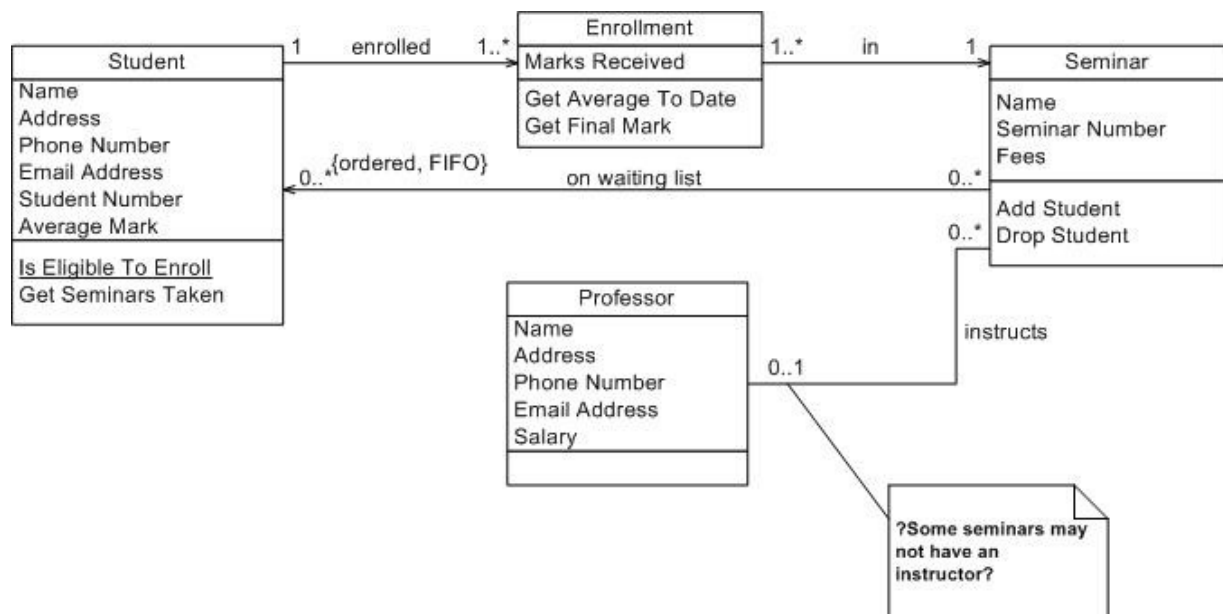 Enrollment
1 enrolled 1..*
1..* in 1
Student
Marks Received
Seminar
Name
Address
Phone Number
Email Address
Student Number
Average Mark
Get Average To Date
Get Final Mark
Name
Seminar Number
Fees
0..* {ordered, FIFO} on waiting list 0..*
Is Eligible To Enroll
Get Seminars Taken
Add Student
Drop Student
0..*
Professor
Name
Address
Phone Number
Email Address
Salary
instructs
0..1
?Some seminars may
not have an
instructor?